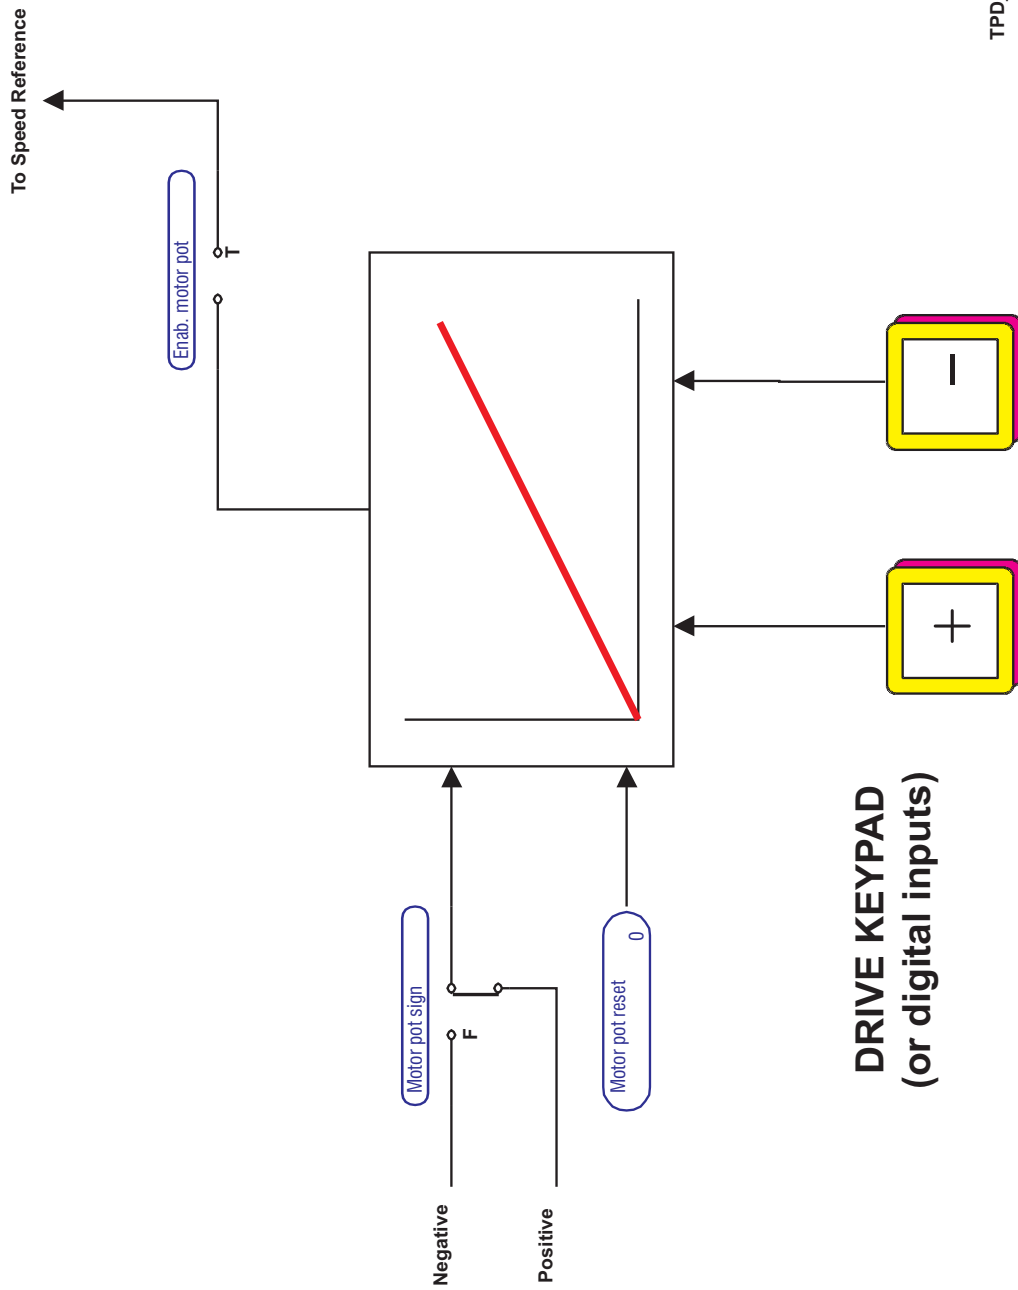 To Speed Reference
Enab. motor pot
T
Motor pot sign
F
Negative
Positive
Motor pot reset 0
+
-
DRIVE KEYPAD
(or digital inputs)
TPD